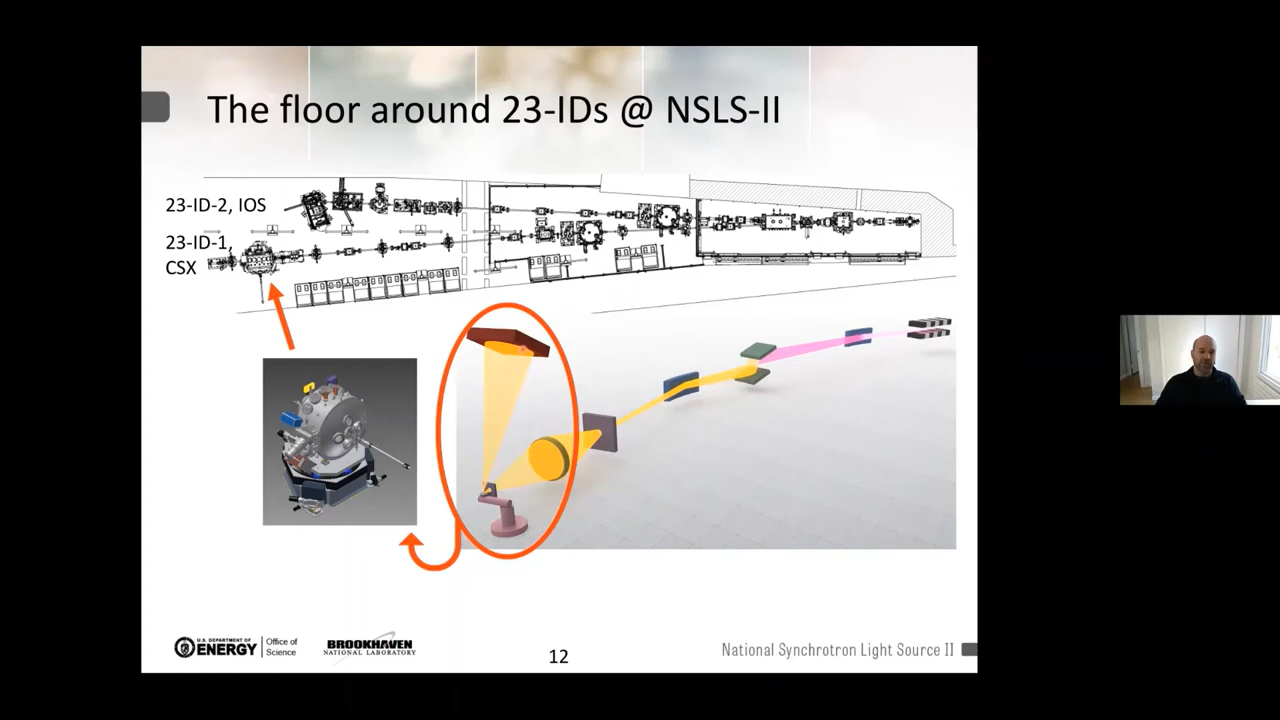 The floor around 23-IDs @ NSLS-II
23-ID-2, IOS
23-ID-1,
CSX
U.S. DEPARTMENT OF
ENERGY
Office of
Science
BROOKHAVEN
NATIONAL LABORATORY
12
National Synchrotron Light Source II